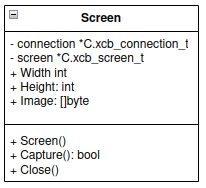 Screen
- connection *C.xcb_connection_t
- screen *C.xcb_screen_t
+ Width int
+ Height: int
+ Image: []byte
+ Screen()
+ Capture(): bool
+ Close()